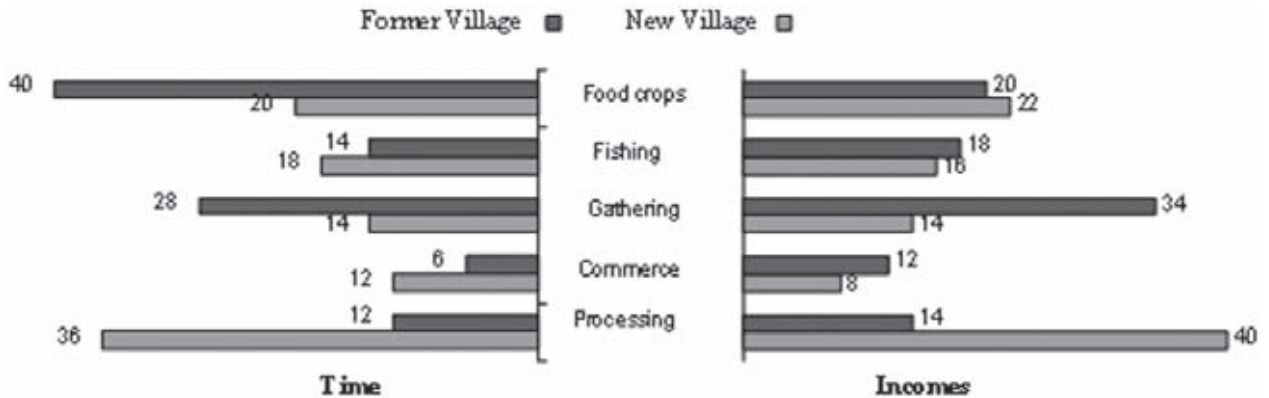 Former Village New Village
40 Food crops 20
20 22
14 Fishing 18
18 16
28 Gathering 34
14 14
6 Commerce 12
12 8
12 Processing 14
36 40
Time Incomes